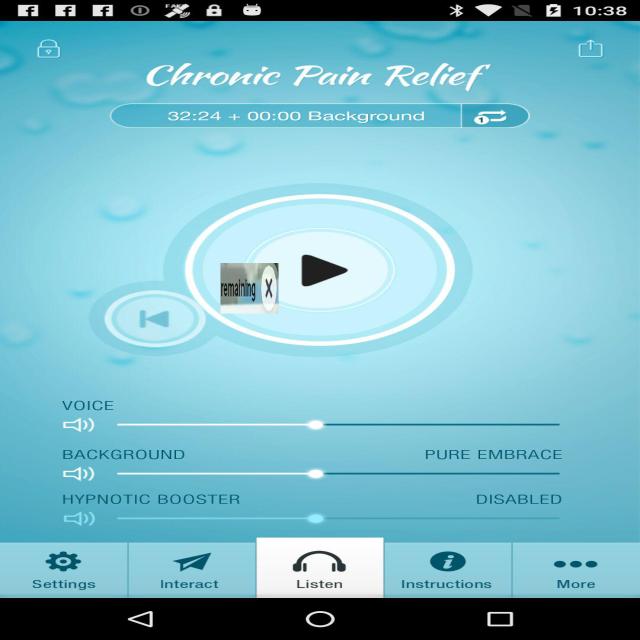 10:38
Chronic Pain Relief
32:24 + 00:00 Background
1
remaining X
VOICE
BACKGROUND PURE EMBRACE
HYPNOTIC BOOSTER DISABLED
Settings Interact Listen Instructions More